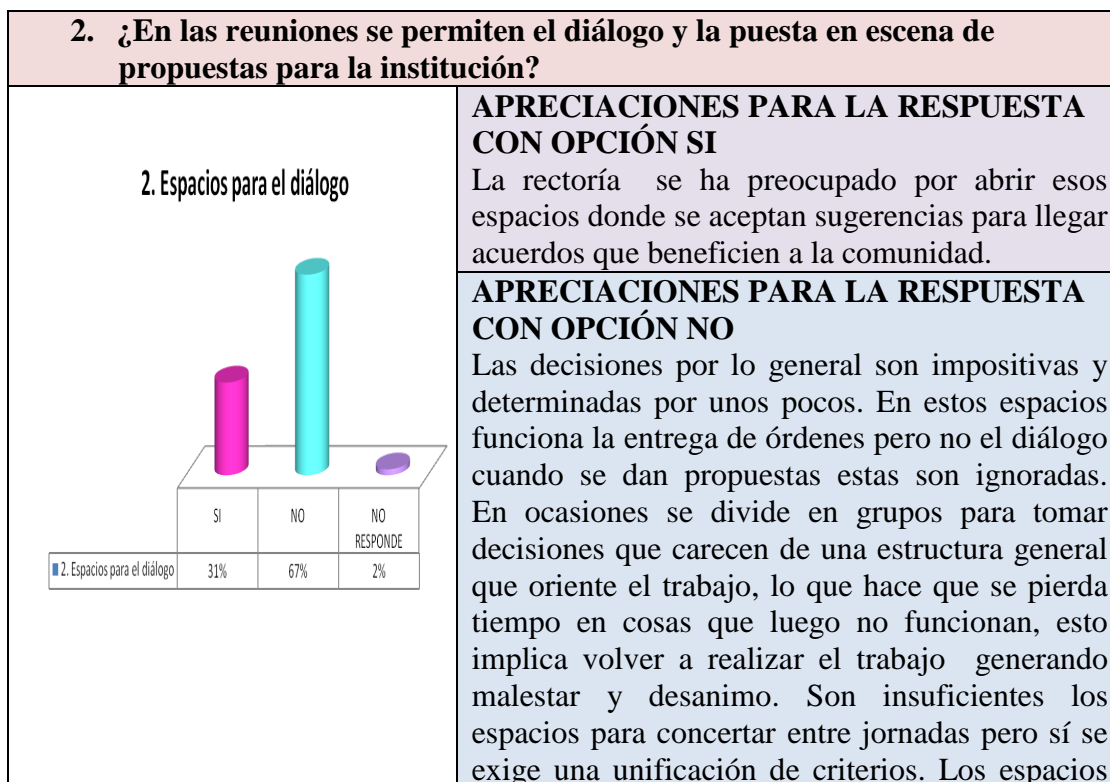 2. ¿En las reuniones se permiten el diálogo y la puesta en escena de
propuestas para la institución?
2. Espacios para el diálogo
SI
NO
NO
RESPONDE
2. Espacios para el diálogo
31%
67%
2%
APRECIACIONES PARA LA RESPUESTA
CON OPCIÓN SI
La rectoría se ha preocupado por abrir esos
espacios donde se aceptan sugerencias para llegar
acuerdos que beneficien a la comunidad.
APRECIACIONES PARA LA RESPUESTA
CON OPCIÓN NO
Las decisiones por lo general son impositivas y
determinadas por unos pocos. En estos espacios
funciona la entrega de órdenes pero no el diálogo
cuando se dan propuestas estas son ignoradas.
En ocasiones se divide en grupos para tomar
decisiones que carecen de una estructura general
que oriente el trabajo, lo que hace que se pierda
tiempo en cosas que luego no funcionan, esto
implica volver a realizar el trabajo generando
malestar y desanimo. Son insuficientes los
espacios para concertar entre jornadas pero sí se
exige una unificación de criterios. Los espacios